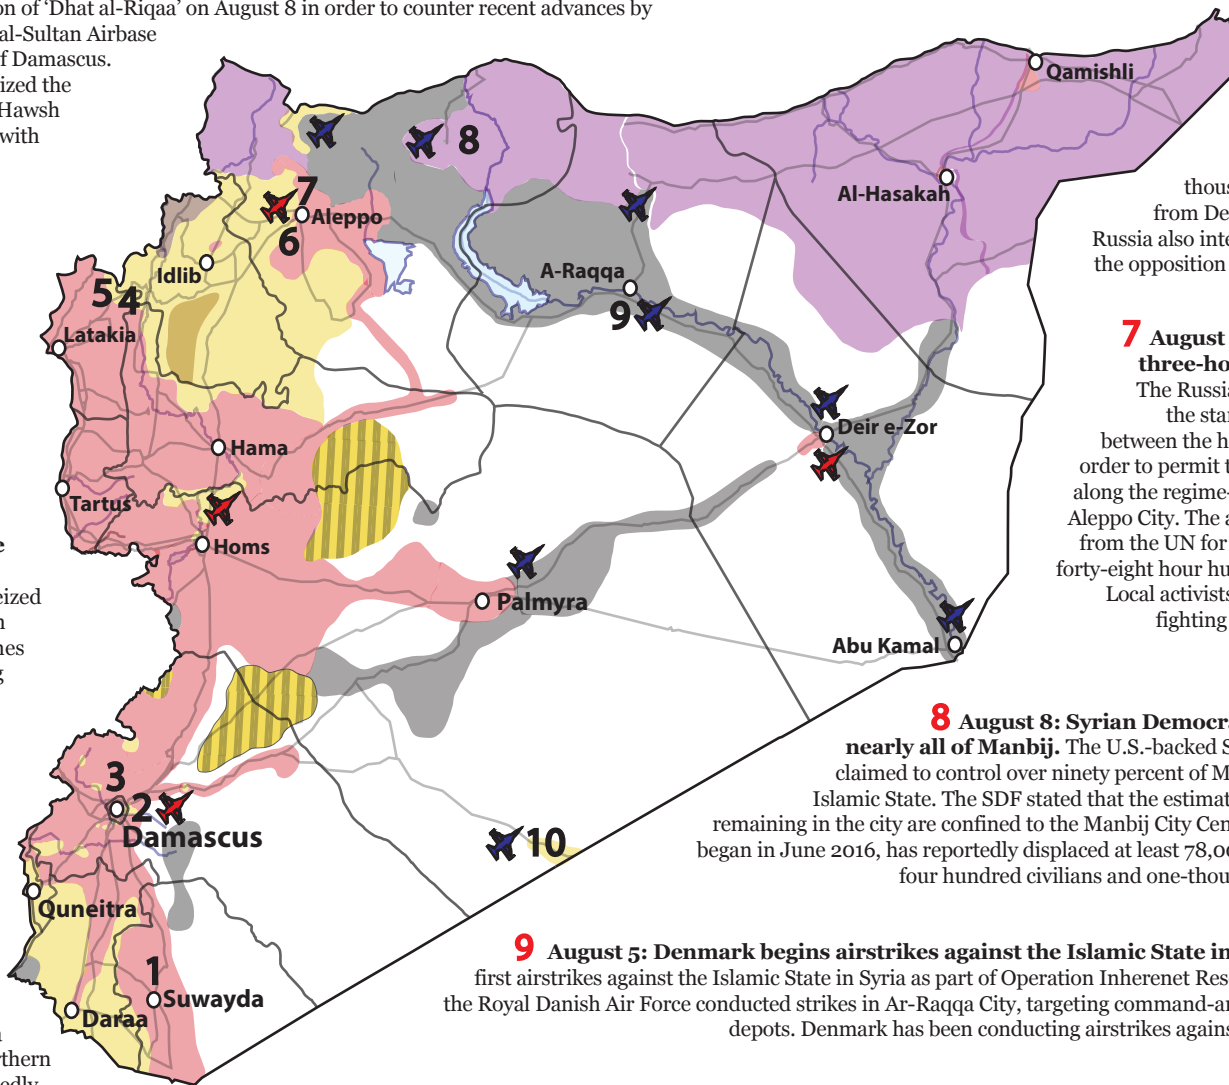 on of ‘Dhat al-Riqaa’ on August 8 in order to counter recent advances by
al-Sultan Airbase
f Damascus.
ized the
Hawsh
with
Qamishli
8
Al-Hasakah
7
Aleppo
6
Idlib
A-Raqqa
9
5
4
Latakia
Deir e-Zor
Hama
Tartus
Homs
Palmyra
Abu Kamal
3
2
Damascus
10
Quneitra
1
Suwayda
Daraa
e
eized
n
nes
g
rthern
thous
from De
Russia also inte
the opposition
7 August
three-ho
The Russia
the star
between the h
order to permit t
along the regime-
Aleppo City. The a
from the UN for
forty-eight hour hu
Local activists
fighting
8 August 8: Syrian Democra
nearly all of Manbij. The U.S.-backed S
claimed to control over ninety percent of M
Islamic State. The SDF stated that the estimat
remaining in the city are confined to the Manbij City Cen
began in June 2016, has reportedly displaced at least 78,00
four hundred civilians and one-thou
9 August 5: Denmark begins airstrikes against the Islamic State in
first airstrikes against the Islamic State in Syria as part of Operation Inherenet Res
the Royal Danish Air Force conducted strikes in Ar-Raqqa City, targeting command-an
depots. Denmark has been conducting airstrikes agains